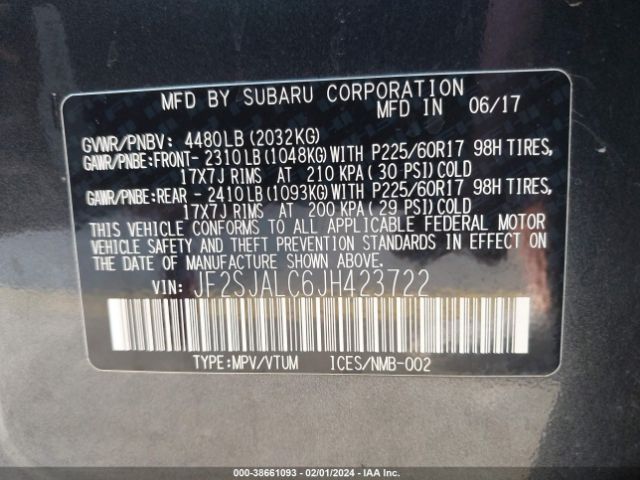 MFD BY SUBARU CORPORATION
MFD IN 06/17
GVWR/PNBV: 4480LB (2032KG)
GAWR/PNBE:FRONT- 2310LB (1048KG) WITH P225/60R17 98H TIRES,
17X7J RIMS AT 210 KPA (30 PSI) COLD
GAWR/PNBE:REAR - 2410LB (1093KG) WITH P225/60R17 98H TIRES,
17X7J RIMS AT 200 KPA (29 PSI) COLD
THIS VEHICLE CONFORMS TO ALL APPLICABLE FEDERAL MOTOR
VEHICLE SAFETY AND THEFT PREVENTION STANDARDS IN EFFECT
ON THE DATE OF MANUFACTURE SHOWN ABOVE.
VIN: JF2SJALC6JH423722
TYPE:MPV/VTUM ICES/NMB-002
000-38661093 - 02/01/2024 - IAA Inc.